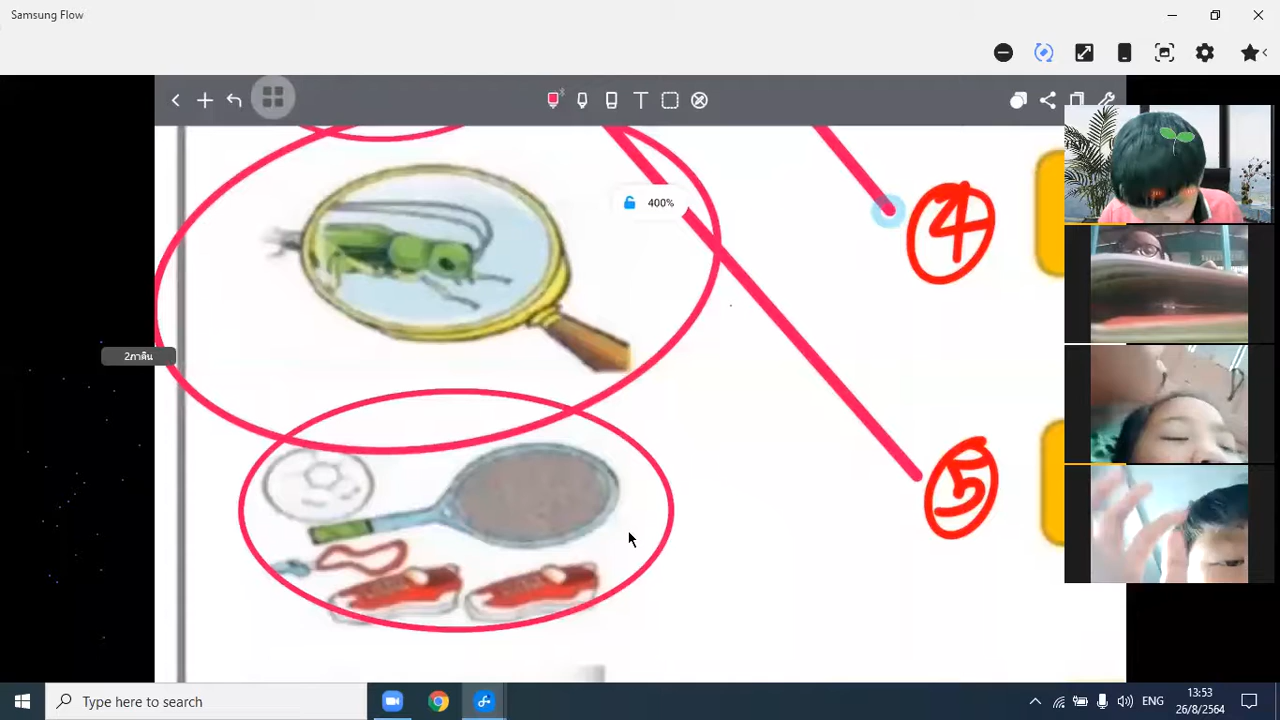 Samsung Flow
T
400%
4
2ภาคิน
5
Type here to search
ENG
13:53
26/8/2564